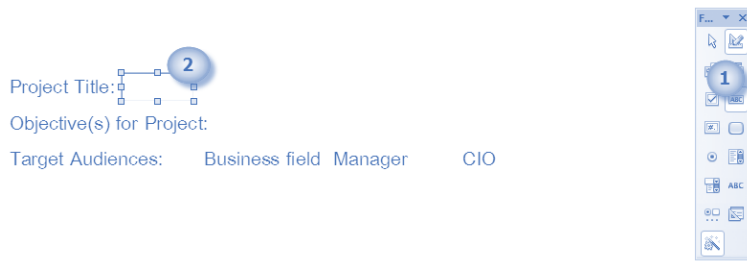 F...
2
Project Title:
1
ABC
Objective(s) for Project:
Target Audiences: Business field Manager CIO
ABC